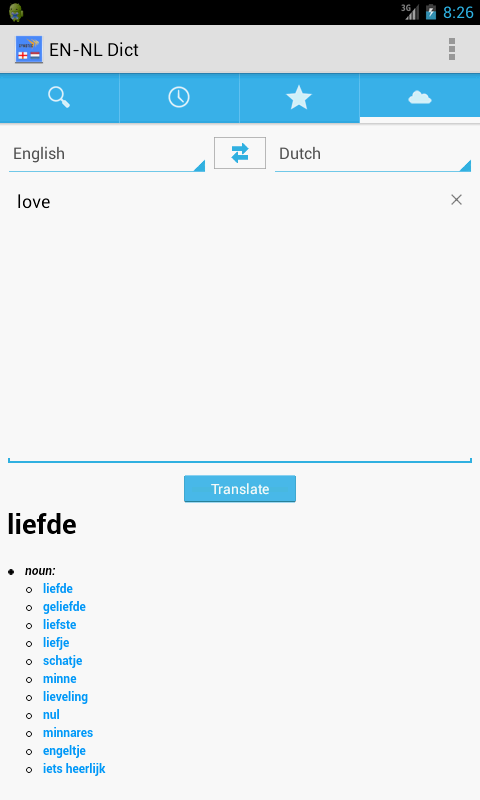 3G 8:26
EN-NL Dict
English Dutch
love
Translate
liefde
noun:
liefde
geliefde
liefste
liefje
schatje
minne
lieveling
nul
minnares
engeltje
iets heerlijk